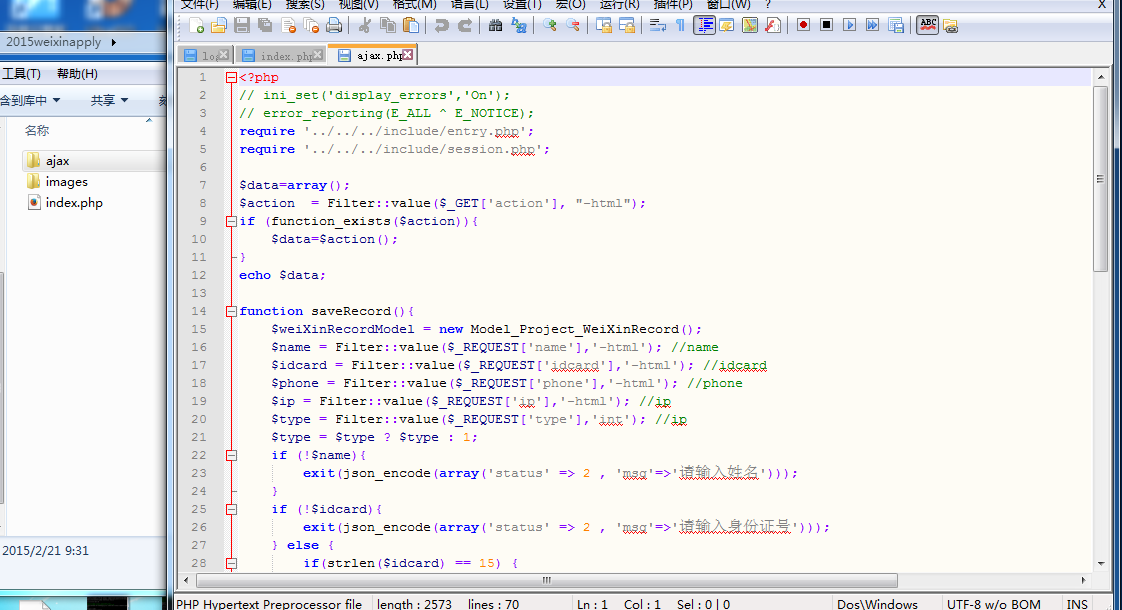 文件(F) 编辑(E) 搜索(S) 视图(V) 格式(M) 语言(L) 设置(T) 宏(O) 运行(R) 插件(P) 窗口(W) ? X
2015weixinapply
工具(T) 帮助(H)
含到库中 共享
名称
ajax
images
index.php
2015/2/21 9:31
index.php ajax.php
1 <?php
2 // ini_set('display_errors','On');
3 // error_reporting(E_ALL ^ E_NOTICE);
4 require '../../../include/entry.php';
5 require '../../../include/session.php';
6
7 $data=array();
8 $action  = Filter::value($_GET['action'], "-html");
9 if (function_exists($action)){
10 $data=$action();
11 }
12 echo $data;
13
14 function saveRecord(){
15 $weiXinRecordModel = new Model_Project_WeiXinRecord();
16 $name = Filter::value($_REQUEST['name'],'-html'); //name
17 $idcard = Filter::value($_REQUEST['idcard'],'-html'); //idcard
18 $phone = Filter::value($_REQUEST['phone'],'-html'); //phone
19 $ip = Filter::value($_REQUEST['ip'],'-html'); //ip
20 $type = Filter::value($_REQUEST['type'],'int'); //ip
21 $type = $type ? $type : 1;
22 if (!$name){
23 exit(json_encode(array('status' => 2 , 'msg'=>'请输入姓名')));
24 }
25 if (!$idcard){
26 exit(json_encode(array('status' => 2 , 'msg'=>'请输入身份证号')));
27 } else {
28 if(strlen($idcard) == 15) {
PHP Hypertext Preprocessor file length : 2573 lines : 70 Ln : 1 Col : 1 Sel : 0 | 0 Dos\Windows UTF-8 w/o BOM INS